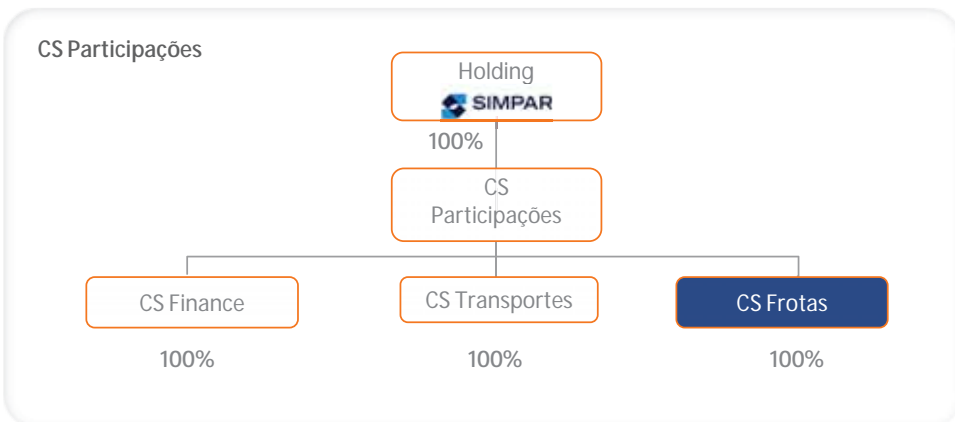 CS Participações
Holding
SIMPAR
100%
CS
Participações
CS Finance
CS Transportes
CS Frotas
100%
100%
100%